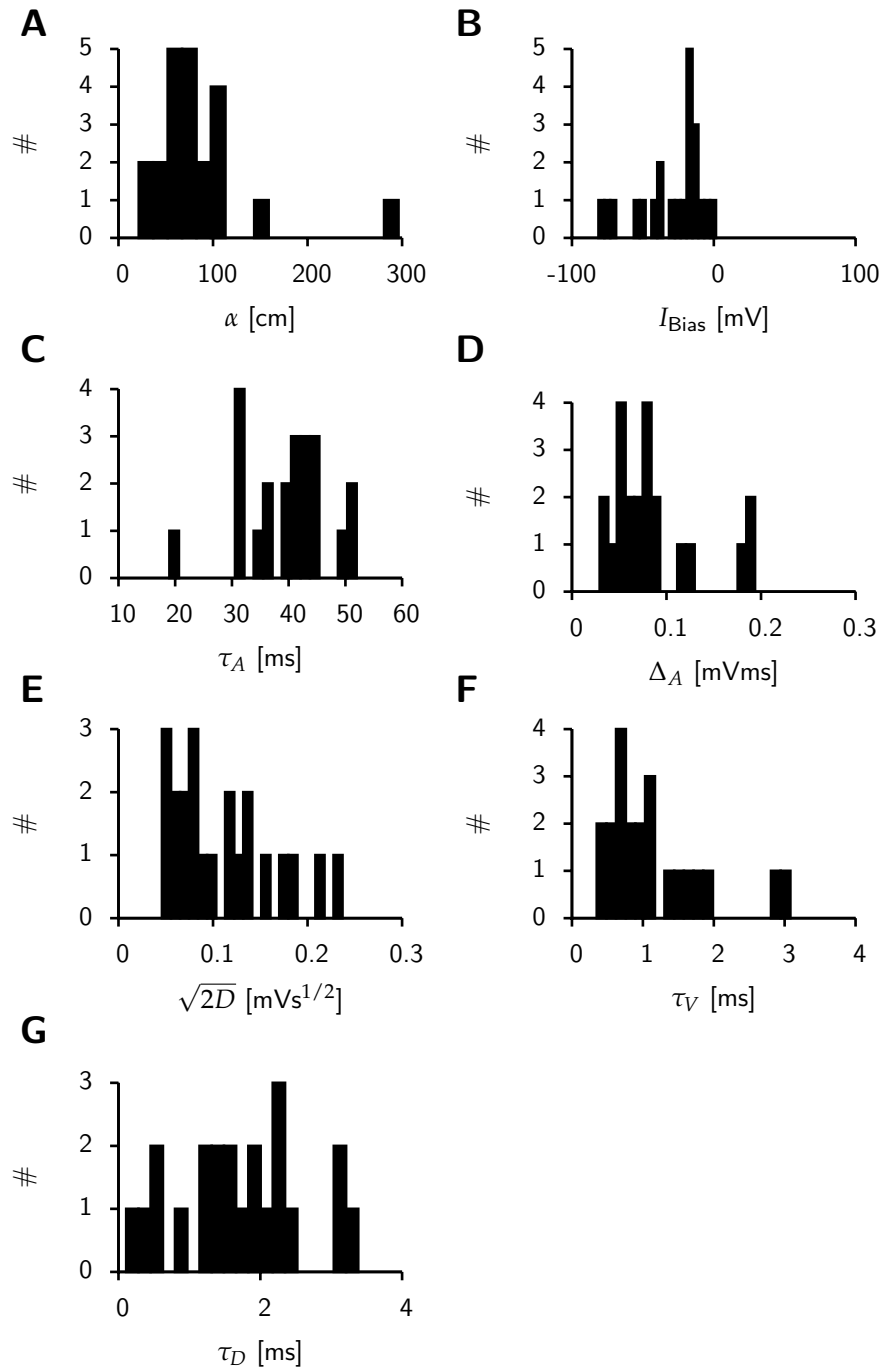 A
B
5
4
3
2
1
0
#
0 100 200 300
α [cm]
5
4
3
2
1
0
#
-100 0 100
I_Bias [mV]
C
D
4
3
2
1
0
#
10 20 30 40 50 60
τ_A [ms]
4
3
2
1
0
#
0 0.1 0.2 0.3
Δ_A [mVms]
E
F
3
2
1
0
#
0 0.1 0.2 0.3
√2D [mVs^1/2]
4
3
2
1
0
#
0 1 2 3 4
τ_V [ms]
G
3
2
1
0
#
0 2 4
τ_D [ms]